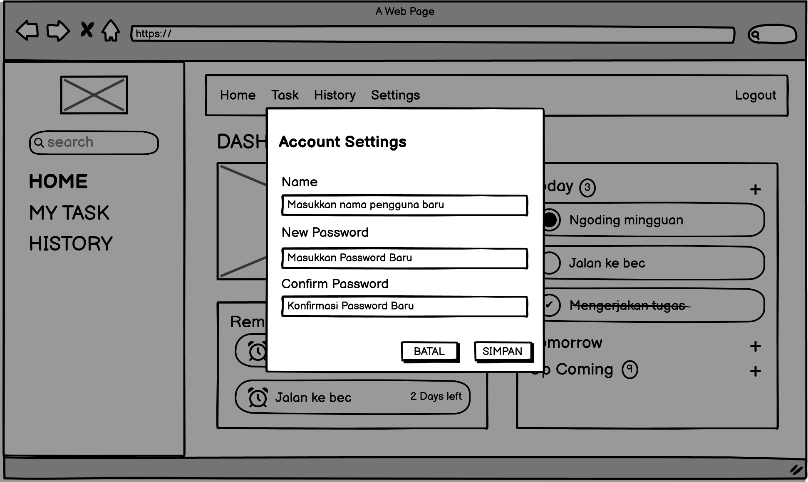 A Web Page
https://
Home Task History Settings Logout
search
HOME
MY TASK
HISTORY
DASH
Account Settings
Name
Masukkan nama pengguna baru
New Password
Masukkan Password Baru
Confirm Password
Konfirmasi Password Baru
BATAL SIMPAN
Rem
Jalan ke bec 2 Days left
oday 3 +
Ngoding mingguan
Jalan ke bec
Mengerjakan tugas
omorrow +
p Coming 9 +